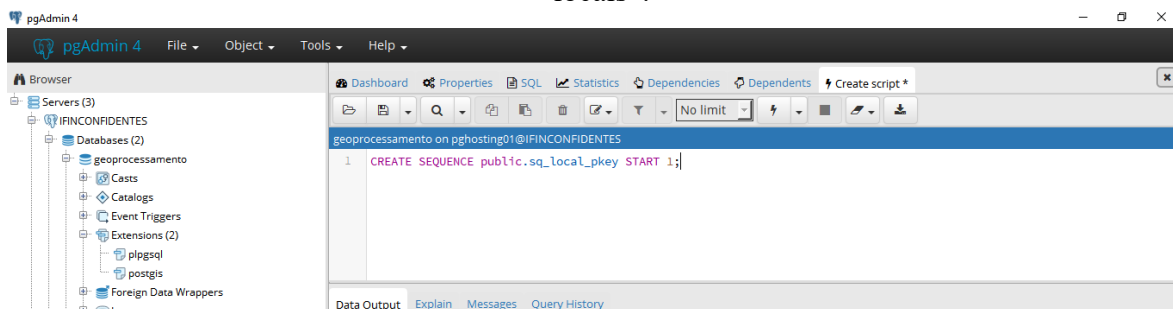 pgAdmin 4
pgAdmin 4 File Object Tools Help
Browser
Dashboard Properties SQL Statistics Dependencies Dependents Create script *
Servers (3)
IFINCONFIDENTES
Databases (2)
geoprocessamento
Casts
Catalogs
Event Triggers
Extensions (2)
plpgsql
postgis
Foreign Data Wrappers
No limit
geoprocessamento on pghosting01@IFINCONFIDENTES
1 CREATE SEQUENCE public.sq_local_pkey START 1;
Data Output Explain Messages Query History